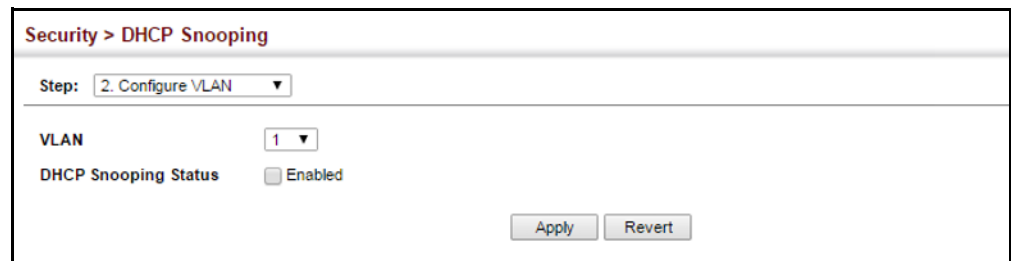 Security > DHCP Snooping
Step: 2. Configure VLAN
VLAN 1
DHCP Snooping Status Enabled
Apply Revert